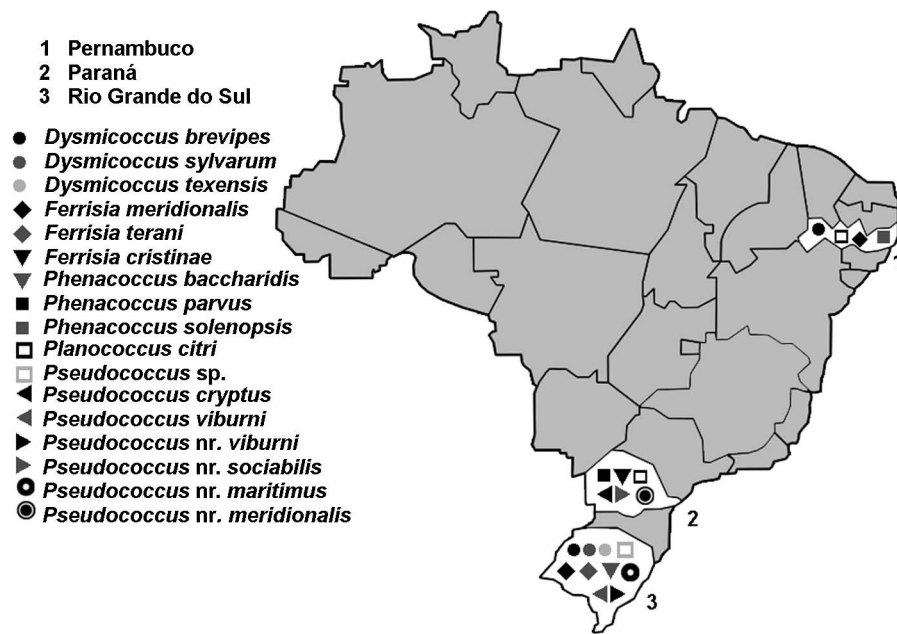 1 Pernambuco
2 Paraná
3 Rio Grande do Sul
Dysmicoccus brevipes
Dysmicoccus sylvarum
Dysmicoccus texensis
Ferrisia meridionalis
Ferrisia terani
Ferrisia cristinae
Phenacoccus baccharidis
Phenacoccus parvus
Phenacoccus solenopsis
Planococcus citri
Pseudococcus sp.
Pseudococcus cryptus
Pseudococcus viburni
Pseudococcus nr. viburni
Pseudococcus nr. sociabilis
Pseudococcus nr. maritimus
Pseudococcus nr. meridionalis
2
3